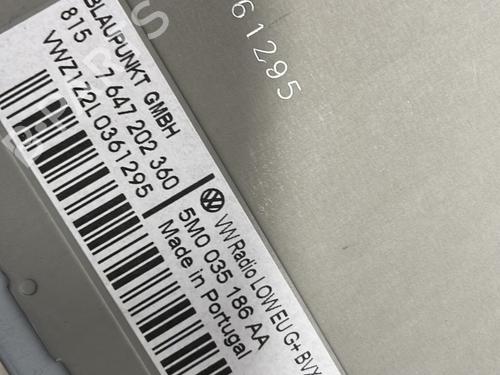 BLAUPUNKT GMBH
815 7 647 202 360
VWZ1Z2L0361295
VW Radio LOW EU G+ BVX
5M0 035 186 AA
Made in Portugal
61295